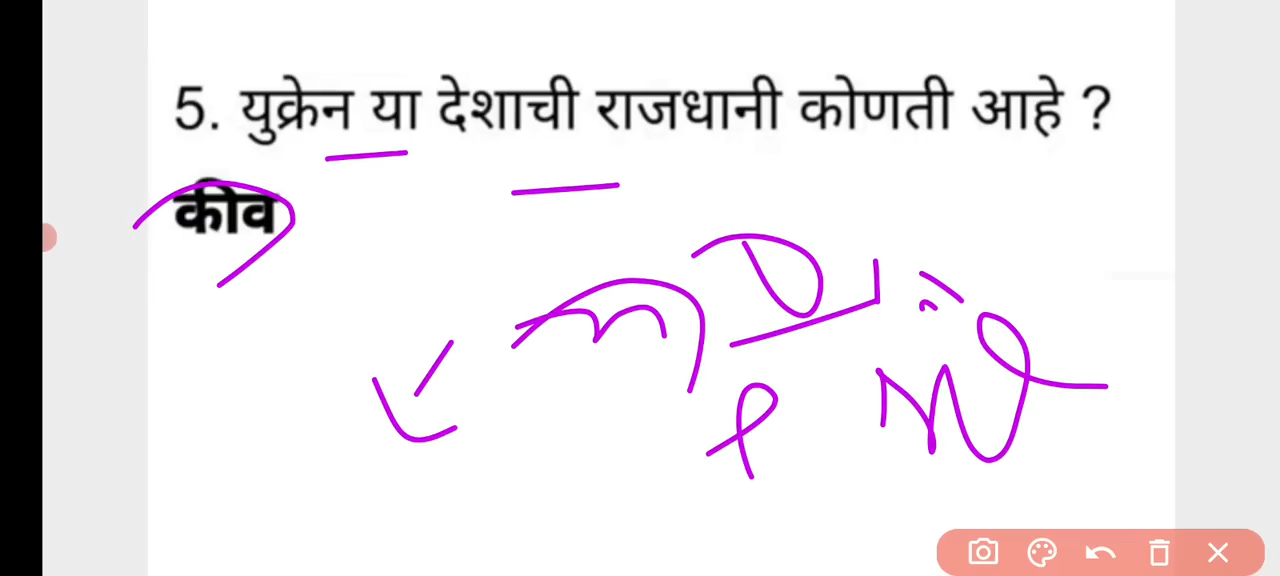 5. युक्रेन या देशाची राजधानी कोणती आहे ?
कीव